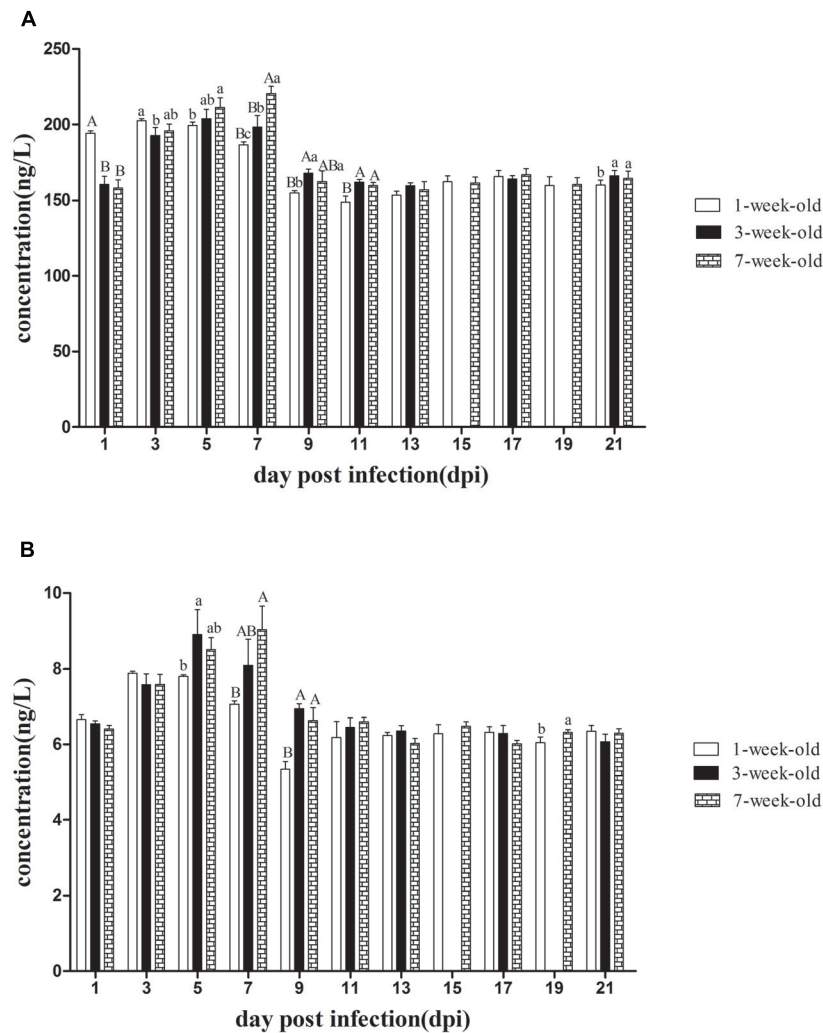 A
250
200
150
100
50
0
concentration(ng/L)
A B B
a b ab
b ab a
Bc Bb Aa
Bb Aa ABa
B A A
b a a
1 3 5 7 9 11 13 15 17 19 21
day post infection(dpi)
1-week-old
3-week-old
7-week-old
B
10
8
6
4
2
0
concentration(ng/L)
b a ab
B AB A
B A A
b a
1 3 5 7 9 11 13 15 17 19 21
day post infection(dpi)
1-week-old
3-week-old
7-week-old